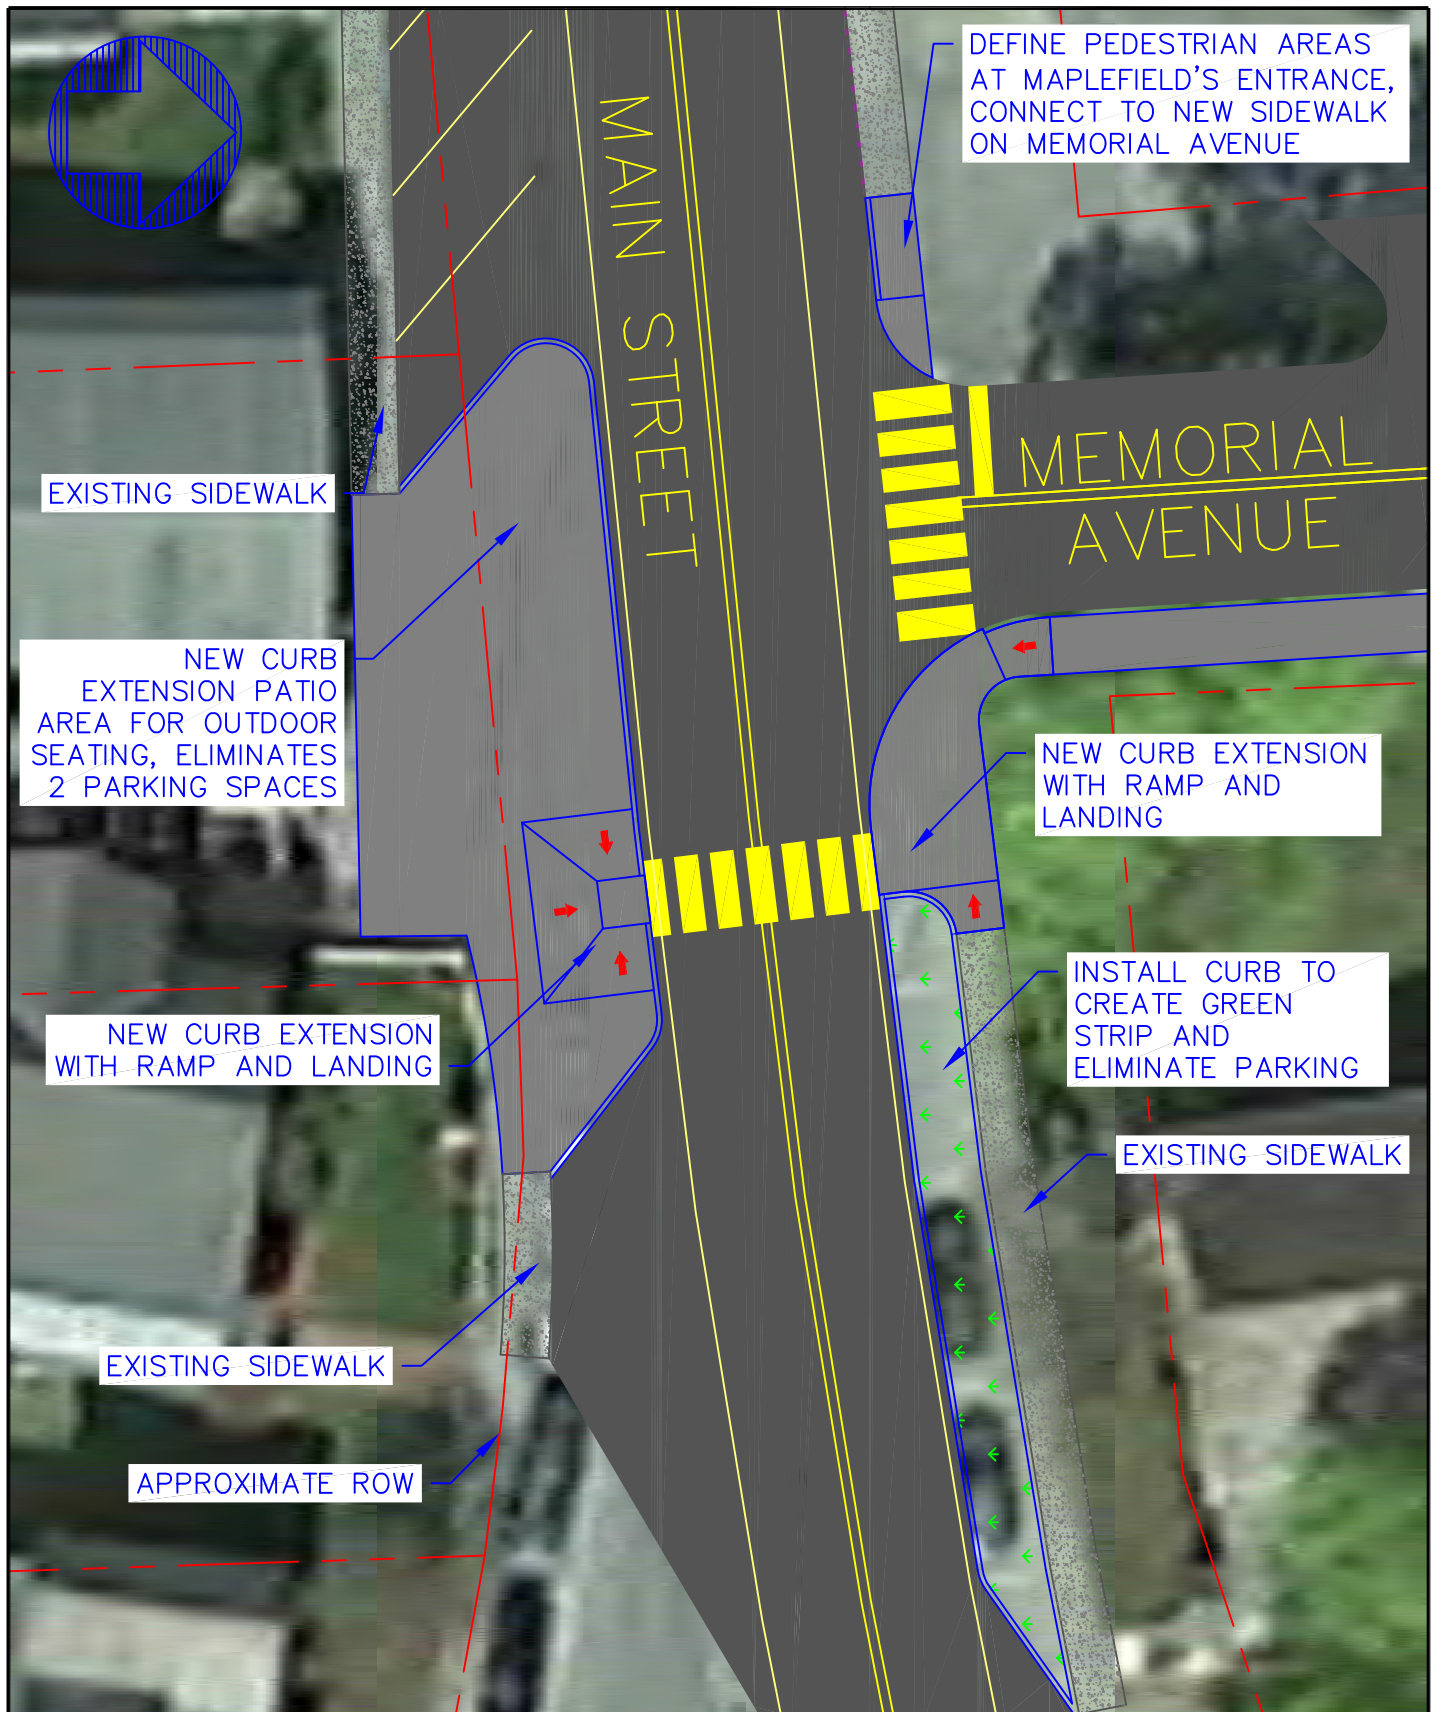 DEFINE PEDESTRIAN AREAS
AT MAPLEFIELD'S ENTRANCE,
CONNECT TO NEW SIDEWALK
ON MEMORIAL AVENUE
MAIN STREET
MEMORIAL
AVENUE
EXISTING SIDEWALK
NEW CURB
EXTENSION PATIO
AREA FOR OUTDOOR
SEATING, ELIMINATES
2 PARKING SPACES
NEW CURB EXTENSION
WITH RAMP AND
LANDING
INSTALL CURB TO
CREATE GREEN
STRIP AND
ELIMINATE PARKING
NEW CURB EXTENSION
WITH RAMP AND LANDING
EXISTING SIDEWALK
EXISTING SIDEWALK
APPROXIMATE ROW